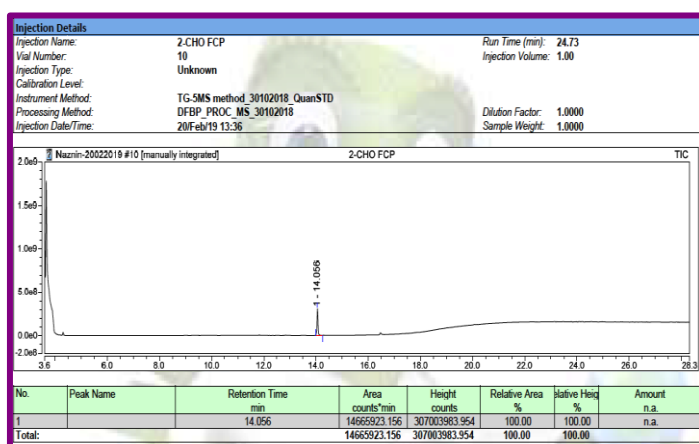 Injection Details
Injection Name: 2-CHO FCP Run Time (min): 24.73
Vial Number: 10 Injection Volume: 1.00
Injection Type: Unknown
Calibration Level:
Instrument Method: TG-5MS method_30102018_QuanSTD
Processing Method: DFBP_PROC_MS_30102018 Dilution Factor: 1.0000
Injection Date/Time: 20/Feb/19 13:36 Sample Weight: 1.0000
Naznin-20022019 #10 [manually integrated] 2-CHO FCP TIC
2.0e9
1.5e9
1.0e9
5.0e8
0.0e0
-2.0e8
1 - 14.056
3.6 6.0 8.0 10.0 12.0 14.0 16.0 18.0 20.0 22.0 24.0 26.0 28.3
No. Peak Name Retention Time Area Height Relative Area elative Heig Amount
min counts*min counts % % n.a.
1 14.056 14665923.156 307003983.954 100.00 100.00 n.a.
Total: 14665923.156 307003983.954 100.00 100.00